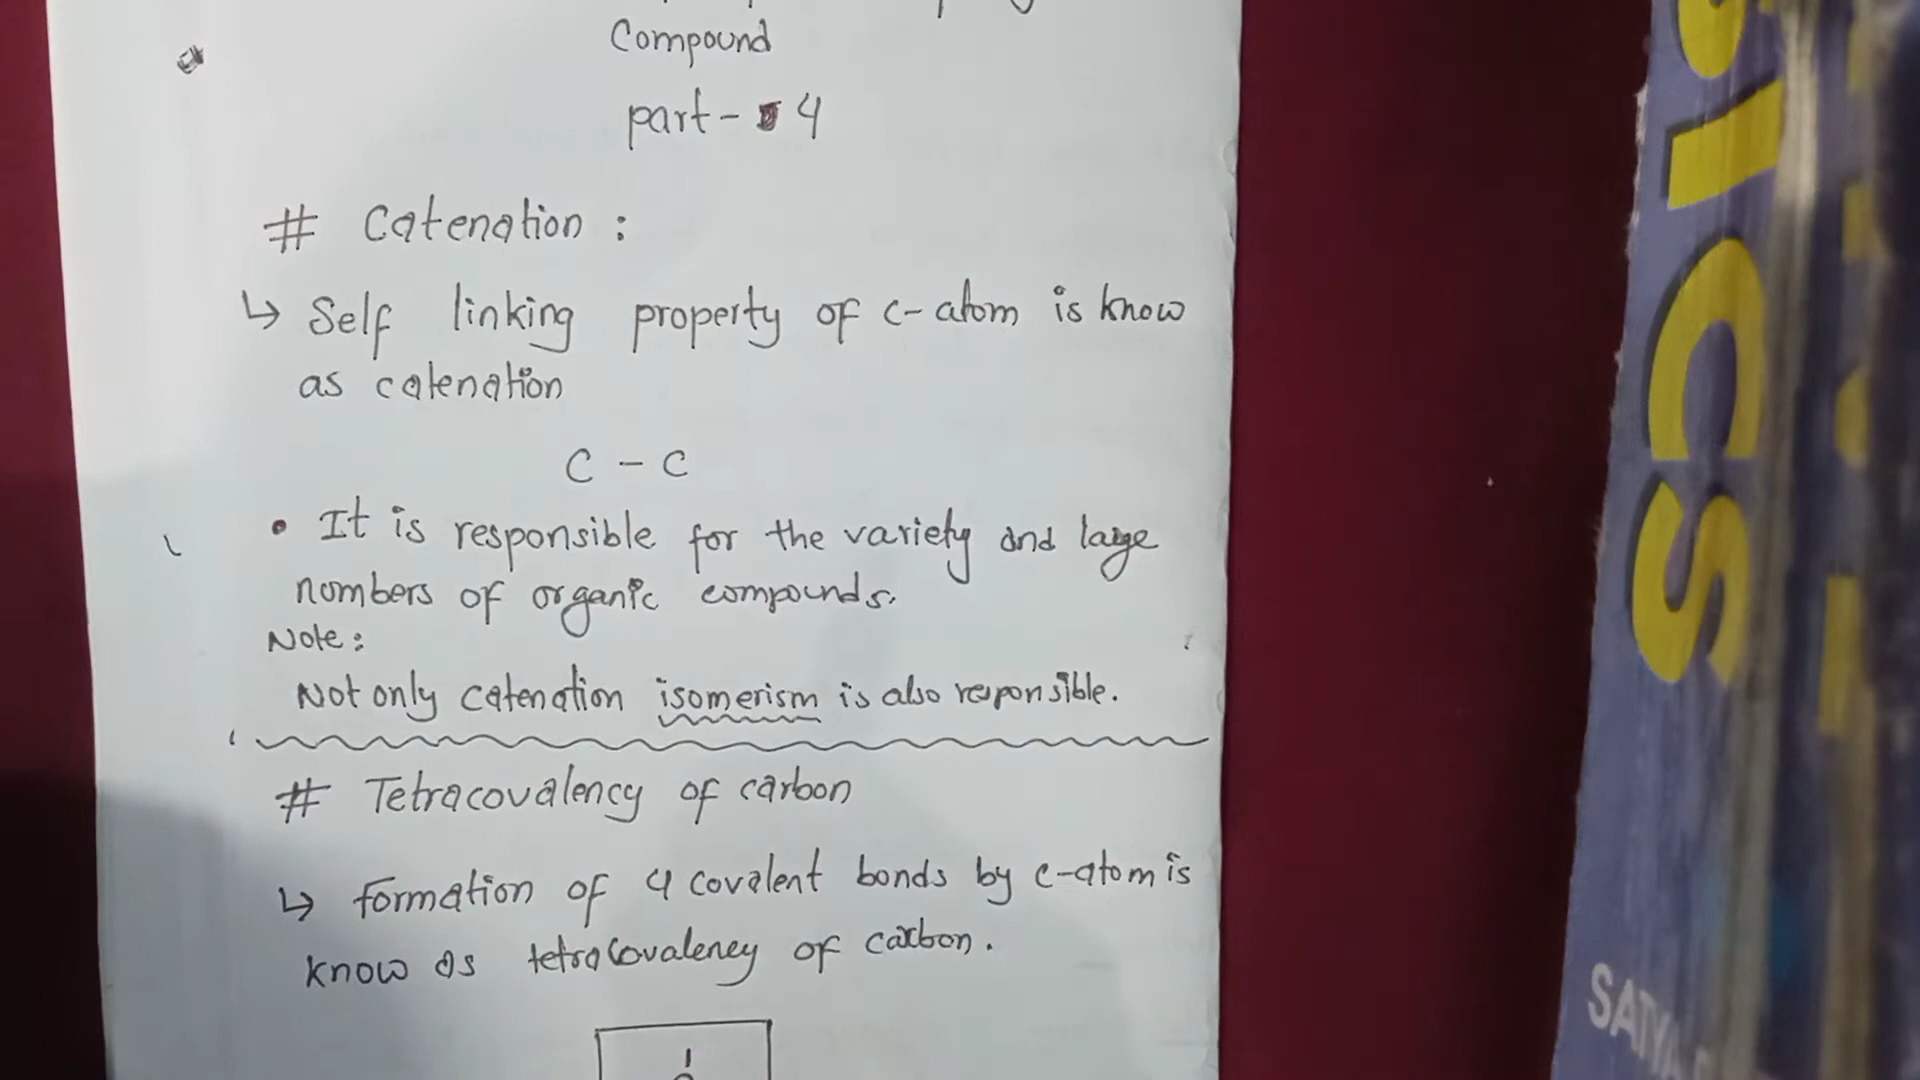 Compound
part - 4
# Catenation :
↳ Self linking property of C-atom is know
as catenation
C - C
• It is responsible for the variety and large
numbers of organic compounds.
Note:
Not only catenation isomerism is also responsible.
# Tetracovalency of carbon
↳ formation of 4 covalent bonds by C-atom is
know as tetracovalency of carbon.
SICS